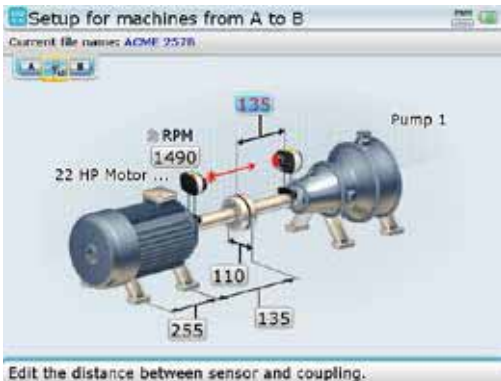 Setup for machines from A to B
Current file name: ACME 2578
A
B
135
Pump 1
RPM
1490
22 HP Motor ...
110
135
255
Edit the distance between sensor and coupling.